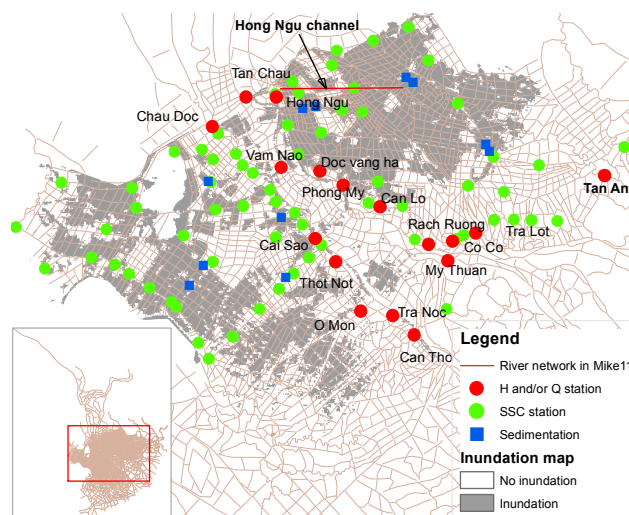 Hong Ngu channel
Tan Chau
Hong Ngu
Chau Doc
Vam Nao
Doc vang ha
Phong My
Can Lo
Tan An
Rach Ruong
Tra Lot
Co Co
Cai Sao
My Thuan
Thot Not
O Mon
Tra Noc
Can Tho
Legend
River network in Mike11
H and/or Q station
SSC station
Sedimentation
Inundation map
No inundation
Inundation